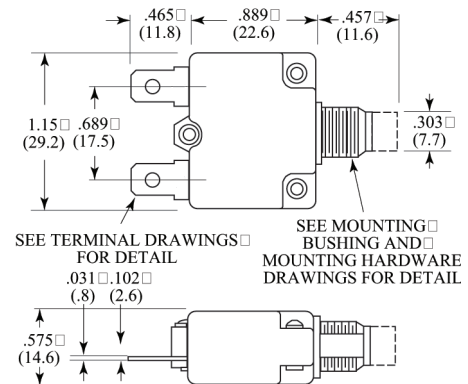 .465□ .889□ .457□
(11.8) (22.6) (11.6)
1.15□ .689□ .303□
(29.2) (17.5) (7.7)
SEE TERMINAL DRAWINGS□
FOR DETAIL
SEE MOUNTING□
BUSHING AND□
MOUNTING HARDWARE
DRAWINGS FOR DETAIL
.031□ .102□
(.8) (2.6)
.575□
(14.6)